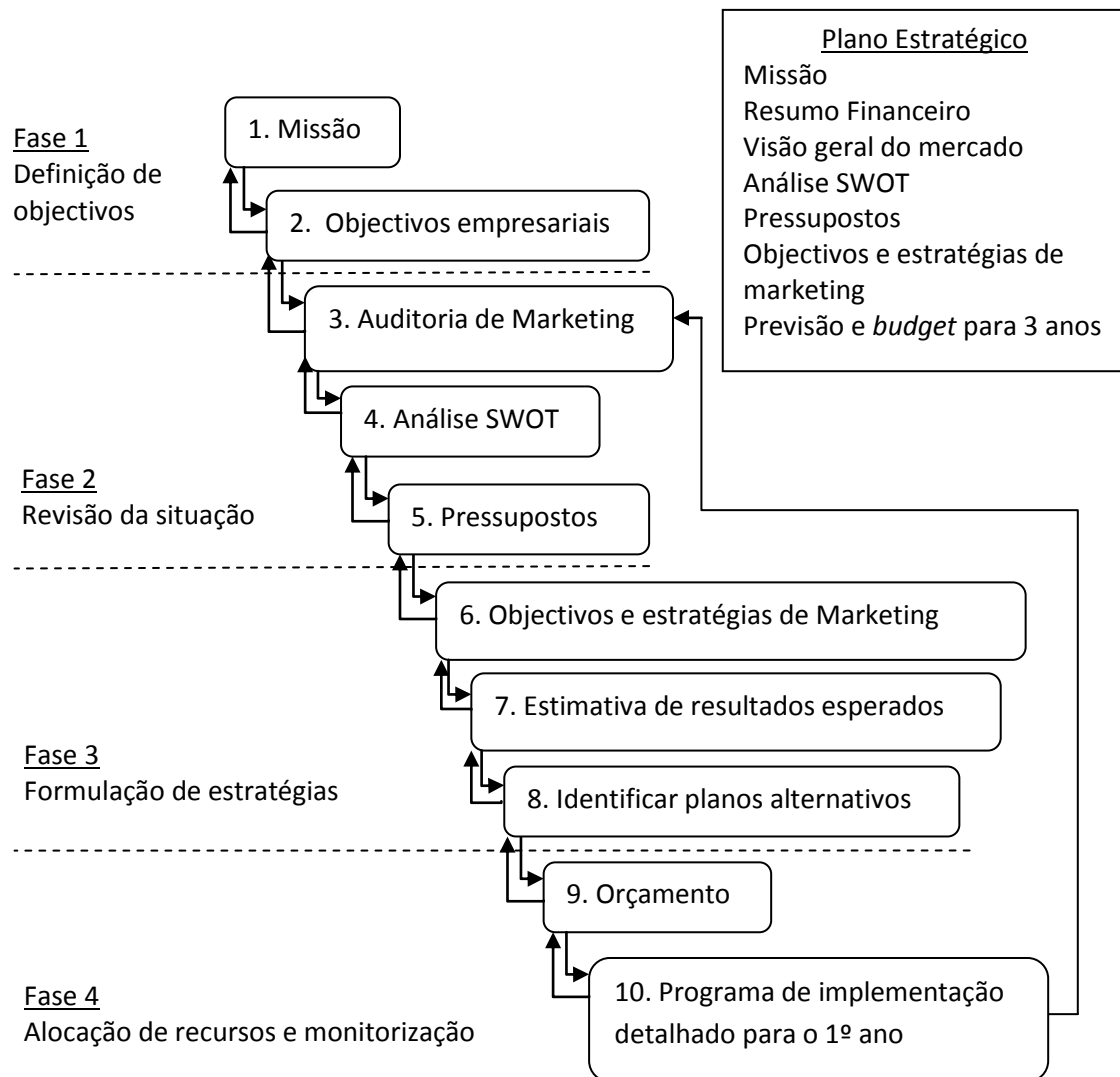 Plano Estratégico
Missão
Resumo Financeiro
Visão geral do mercado
Análise SWOT
Pressupostos
Objectivos e estratégias de
marketing
Previsão e budget para 3 anos
Fase 1
Definição de
objectivos
1. Missão
2. Objectivos empresariais
3. Auditoria de Marketing
4. Análise SWOT
Fase 2
Revisão da situação
5. Pressupostos
6. Objectivos e estratégias de Marketing
7. Estimativa de resultados esperados
Fase 3
Formulação de estratégias
8. Identificar planos alternativos
9. Orçamento
Fase 4
Alocação de recursos e monitorização
10. Programa de implementação
detalhado para o 1º ano